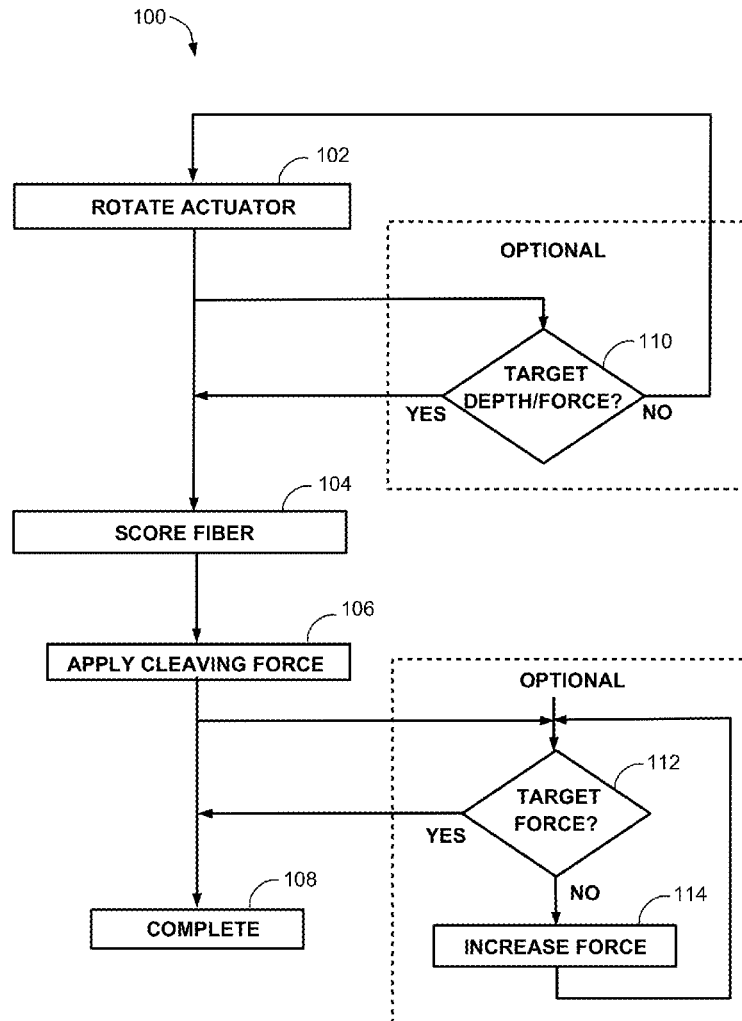 100
102
ROTATE ACTUATOR
OPTIONAL
110
TARGET
DEPTH/FORCE?
YES
NO
104
SCORE FIBER
106
APPLY CLEAVING FORCE
OPTIONAL
112
TARGET
FORCE?
YES
NO
108
COMPLETE
114
INCREASE FORCE